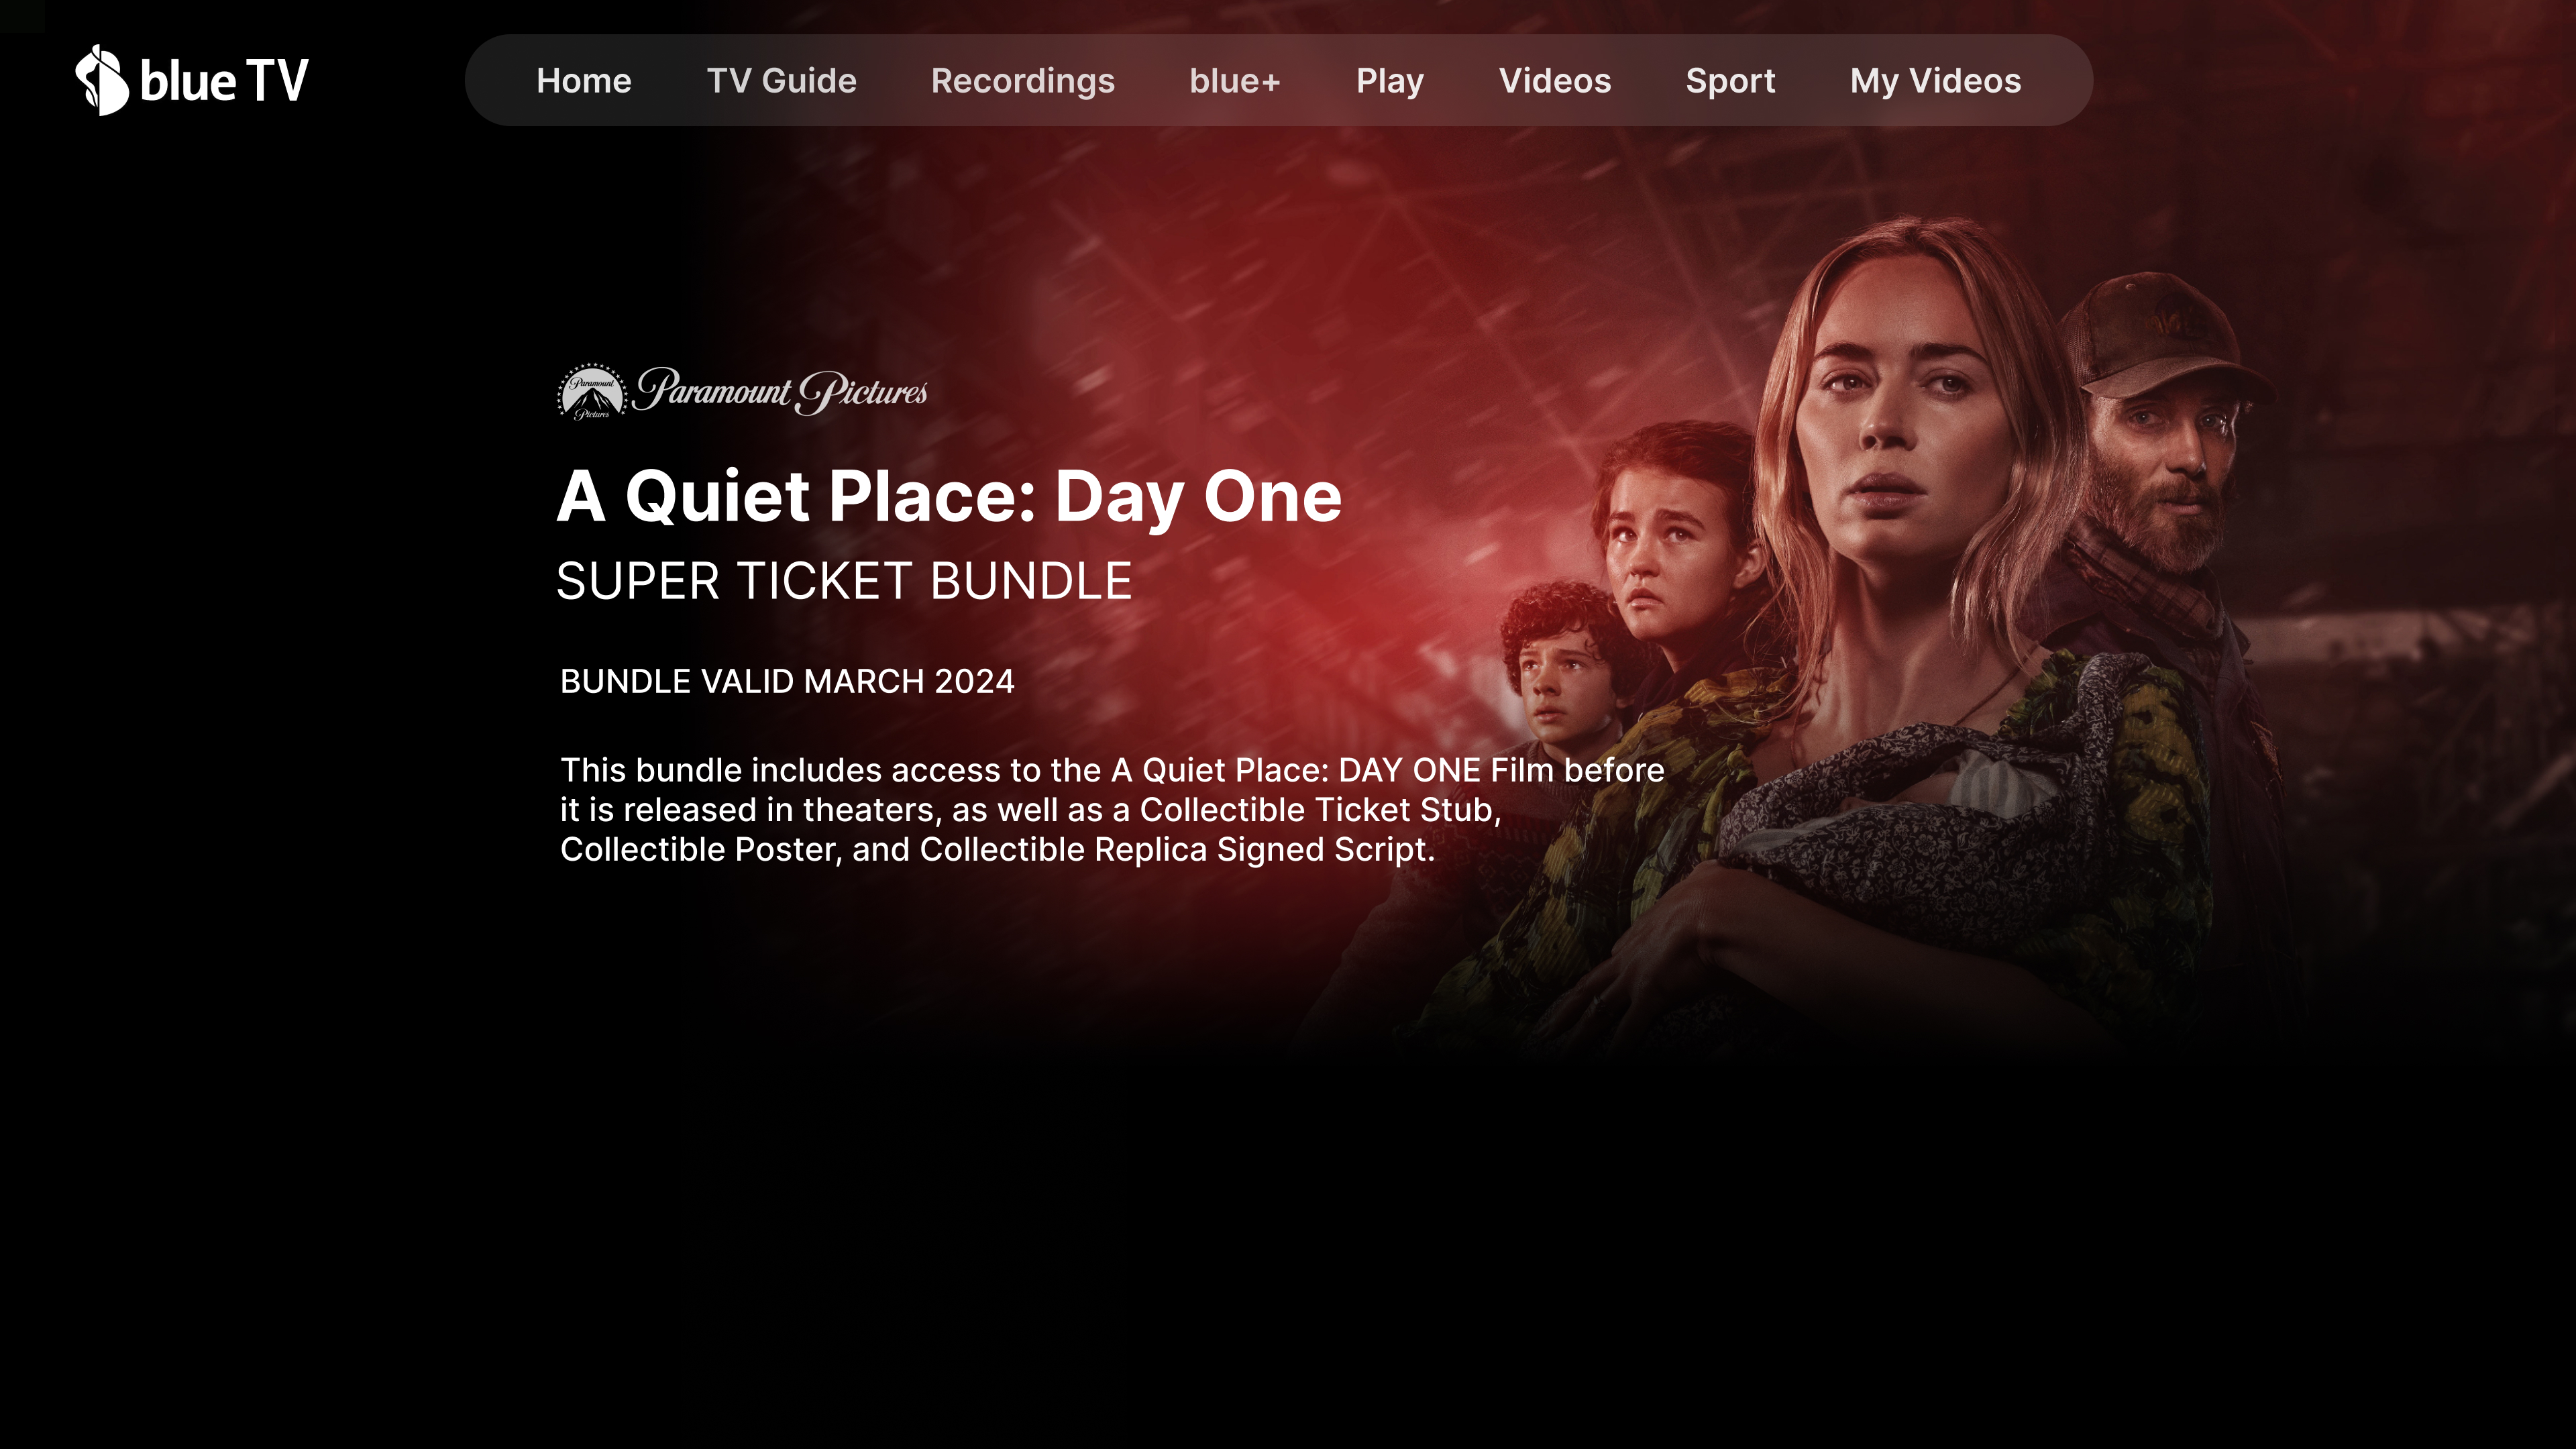 blue TV
Home TV Guide Recordings blue+ Play Videos Sport My Videos
Paramount Pictures Paramount Pictures
A Quiet Place: Day One
SUPER TICKET BUNDLE
BUNDLE VALID MARCH 2024
This bundle includes access to the A Quiet Place: DAY ONE Film before
it is released in theaters, as well as a Collectible Ticket Stub,
Collectible Poster, and Collectible Replica Signed Script.